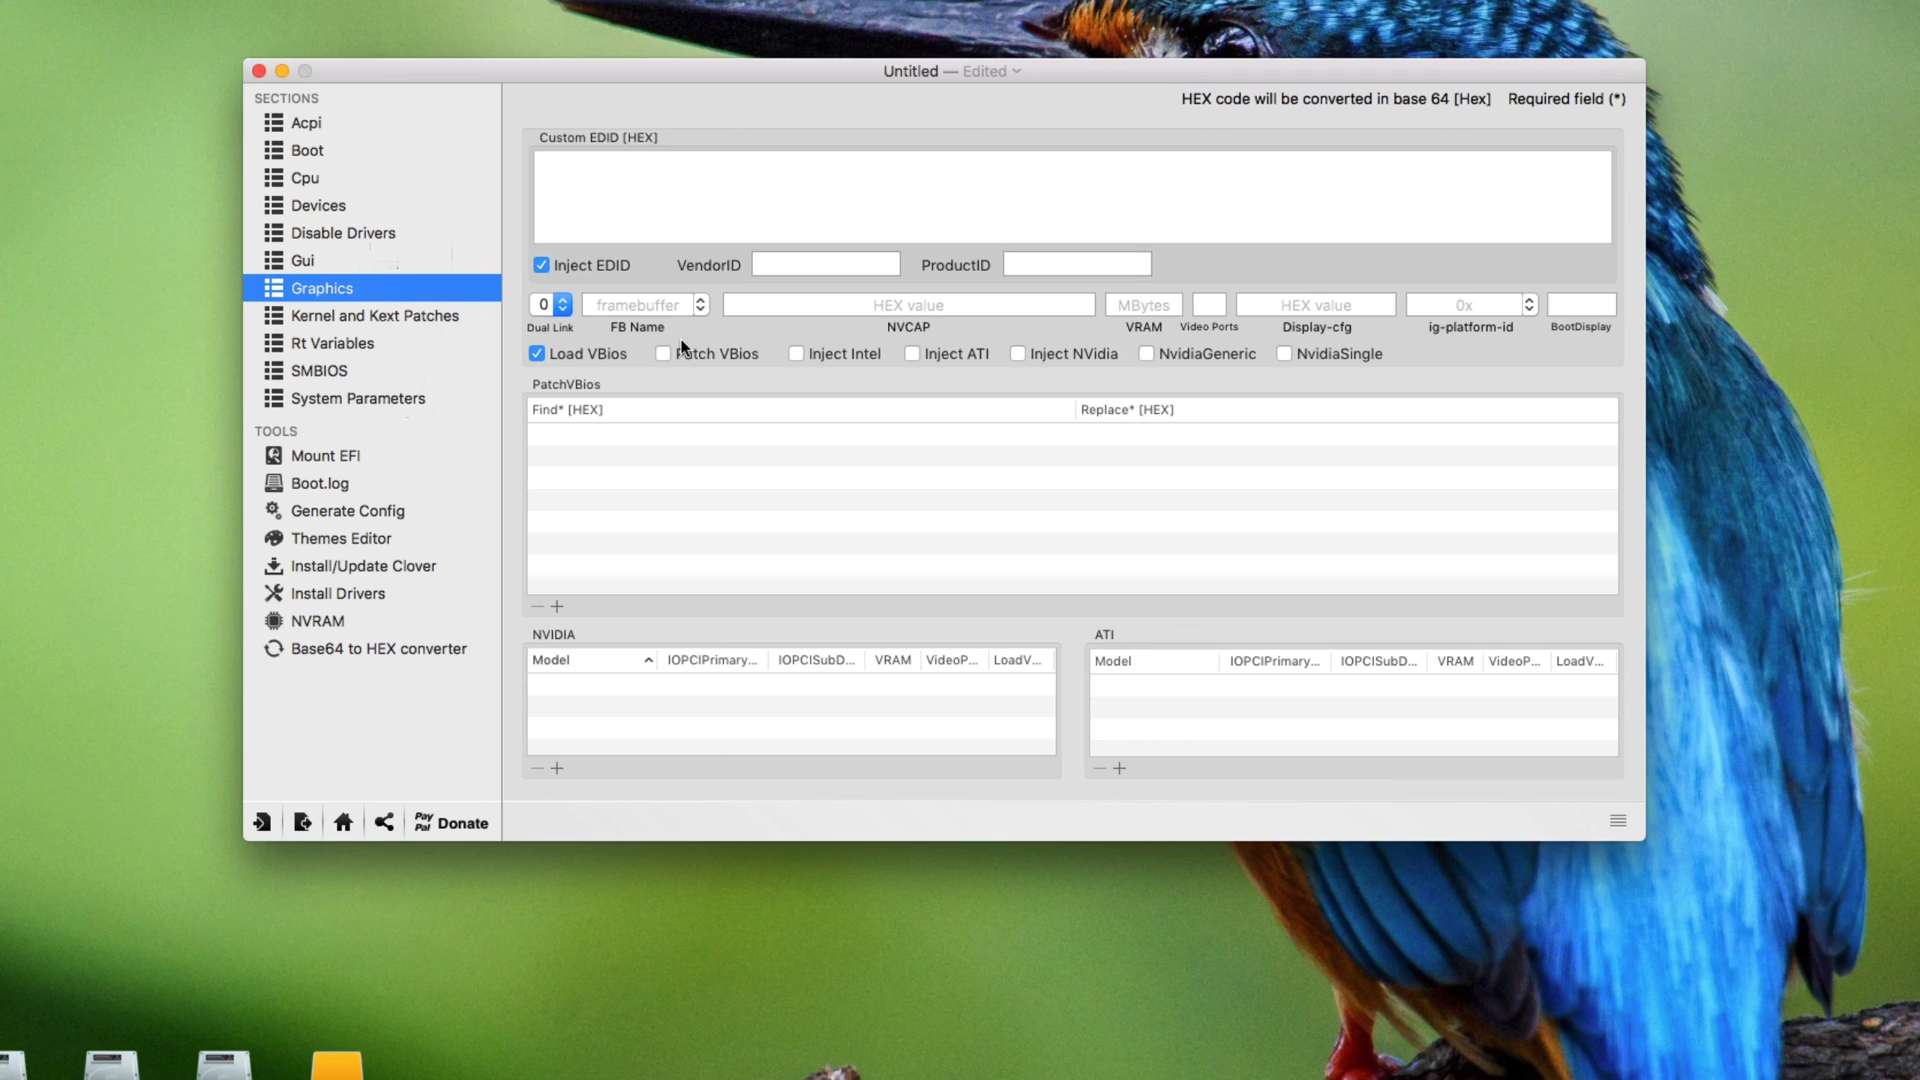 Untitled — Edited
SECTIONS
Acpi
Boot
Cpu
Devices
Disable Drivers
Gui
Graphics
Kernel and Kext Patches
Rt Variables
SMBIOS
System Parameters
TOOLS
Mount EFI
Boot.log
Generate Config
Themes Editor
Install/Update Clover
Install Drivers
NVRAM
Base64 to HEX converter
Pay Pal Donate
HEX code will be converted in base 64 [Hex] Required field (*)
Custom EDID [HEX]
Inject EDID VendorID ProductID
0 framebuffer HEX value MBytes HEX value 0x
Dual Link FB Name NVCAP VRAM Video Ports Display-cfg ig-platform-id BootDisplay
Load VBios Patch VBios Inject Intel Inject ATI Inject NVidia NvidiaGeneric NvidiaSingle
PatchVBios
Find* [HEX] Replace* [HEX]
NVIDIA
Model IOPCIPrimary... IOPCISubD... VRAM VideoP... LoadV...
ATI
Model IOPCIPrimary... IOPCISubD... VRAM VideoP... LoadV...